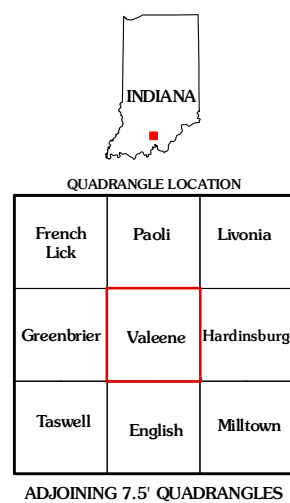 INDIANA
QUADRANGLE LOCATION
French
Lick
Paoli
Livonia
Greenbrier
Valeene
Hardinsburg
Taswell
English
Milltown
ADJOINING 7.5' QUADRANGLES